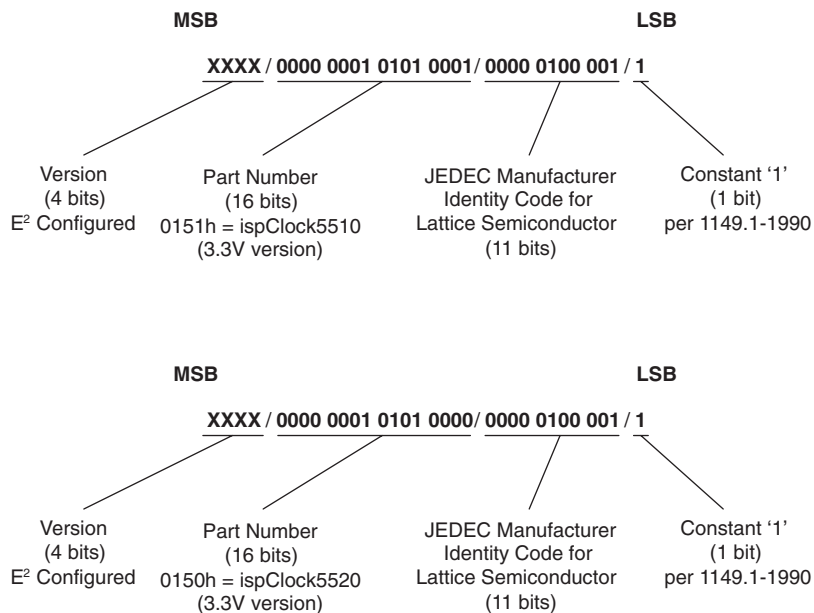 MSB LSB
XXXX / 0000 0001 0101 0001 / 0000 0100 001 / 1
Version
(4 bits)
E² Configured
Part Number
(16 bits)
0151h = ispClock5510
(3.3V version)
JEDEC Manufacturer
Identity Code for
Lattice Semiconductor
(11 bits)
Constant ‘1’
(1 bit)
per 1149.1-1990
MSB LSB
XXXX / 0000 0001 0101 0000 / 0000 0100 001 / 1
Version
(4 bits)
E² Configured
Part Number
(16 bits)
0150h = ispClock5520
(3.3V version)
JEDEC Manufacturer
Identity Code for
Lattice Semiconductor
(11 bits)
Constant ‘1’
(1 bit)
per 1149.1-1990